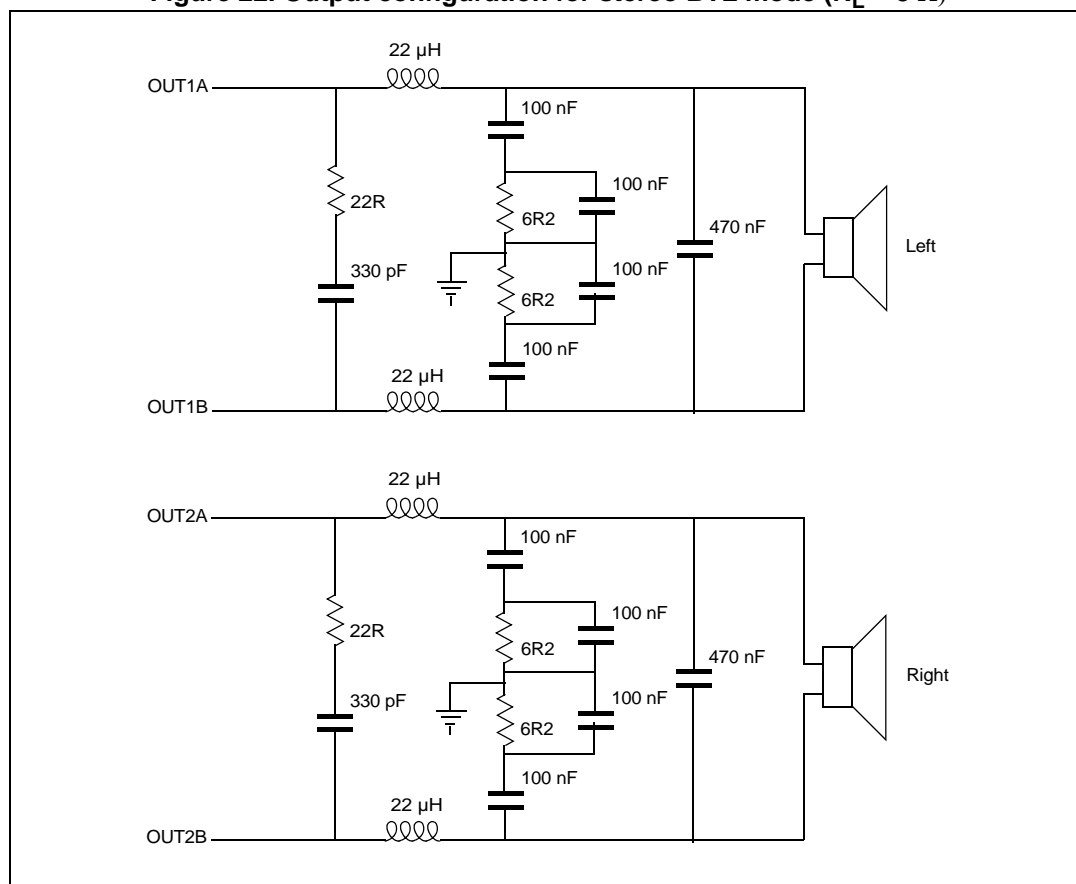 22 µH
OUT1A
100 nF
100 nF
22R
6R2
470 nF
Left
330 pF
100 nF
6R2
100 nF
22 µH
OUT1B
22 µH
OUT2A
100 nF
100 nF
22R
6R2
470 nF
Right
330 pF
100 nF
6R2
100 nF
22 µH
OUT2B